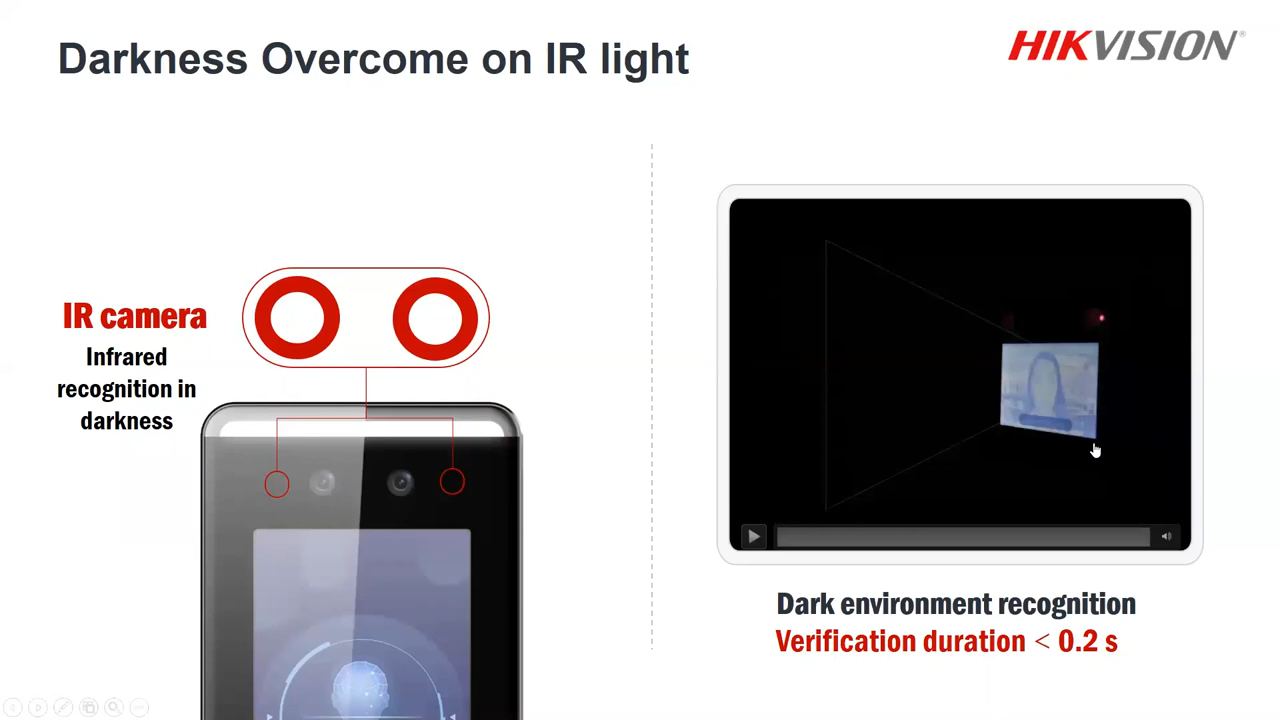 Darkness Overcome on IR light
HIKVISION®
IR camera
Infrared
recognition in
darkness
Dark environment recognition
Verification duration < 0.2 s